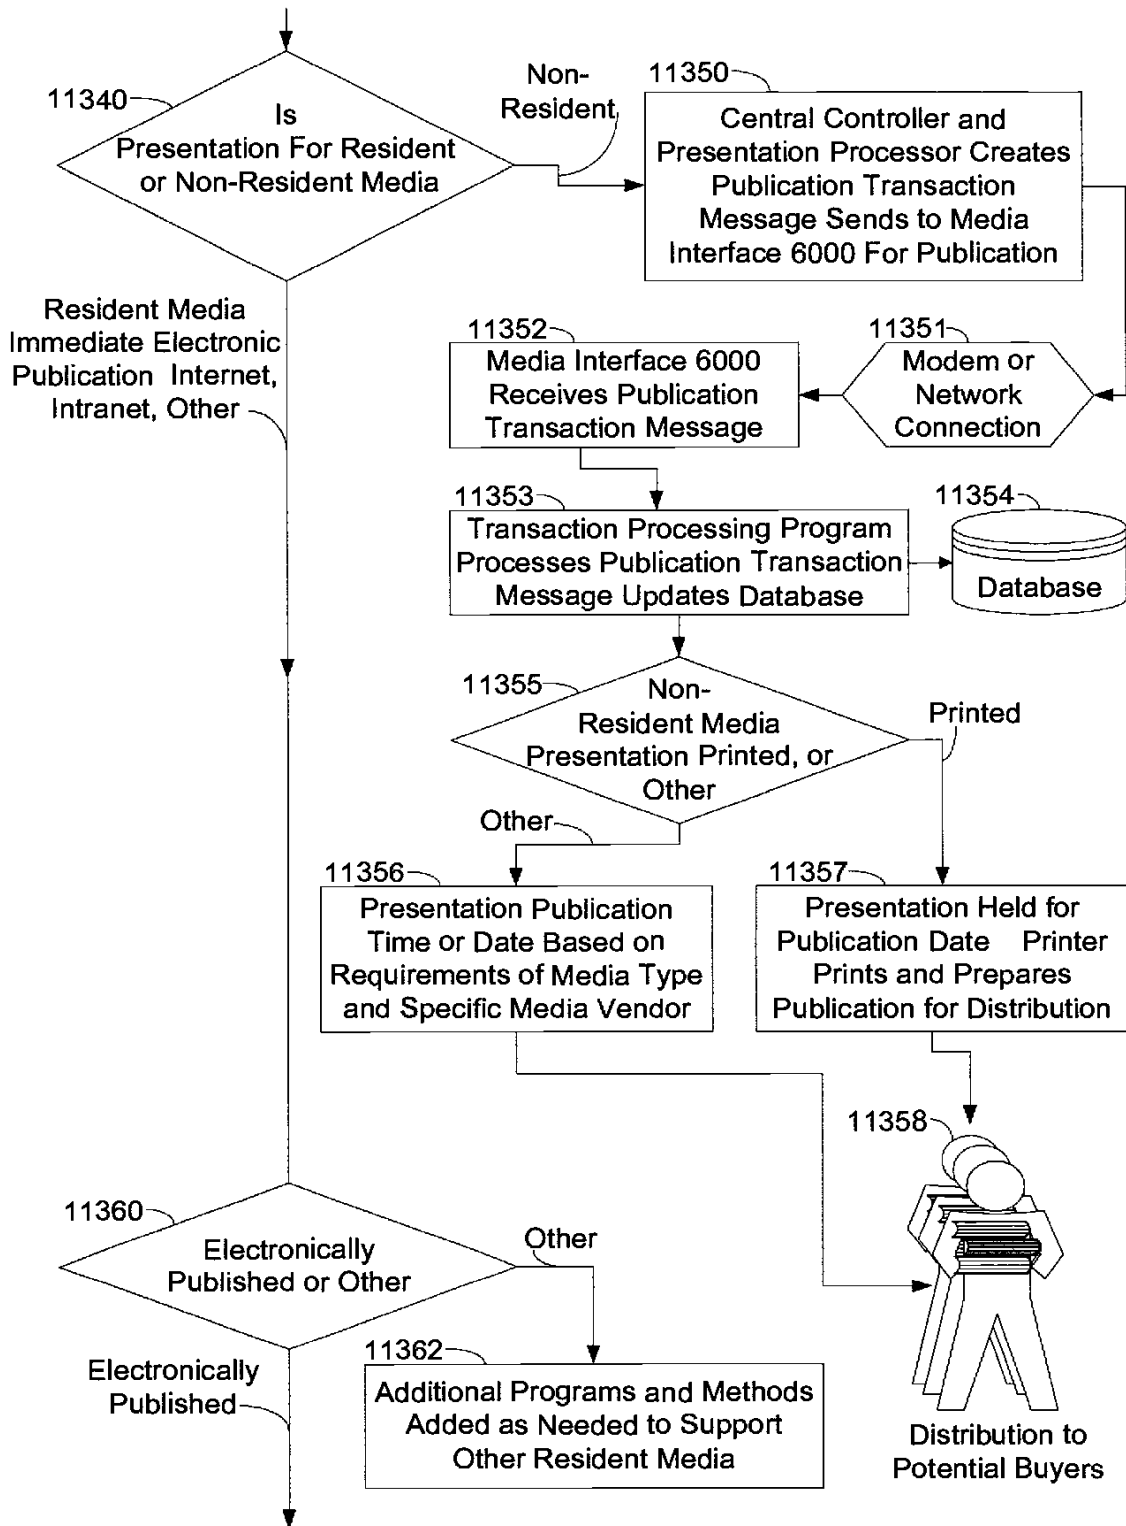 11340
Is
Presentation For Resident
or Non-Resident Media
Non-
Resident
11350
Central Controller and
Presentation Processor Creates
Publication Transaction
Message Sends to Media
Interface 6000 For Publication
Resident Media
Immediate Electronic
Publication Internet,
Intranet, Other
11352
Media Interface 6000
Receives Publication
Transaction Message
11351
Modem or
Network
Connection
11353
Transaction Processing Program
Processes Publication Transaction
Message Updates Database
11354
Database
11355
Non-
Resident Media
Presentation Printed, or
Other
Printed
Other
11356
Presentation Publication
Time or Date Based on
Requirements of Media Type
and Specific Media Vendor
11357
Presentation Held for
Publication Date Printer
Prints and Prepares
Publication for Distribution
11358
Distribution to
Potential Buyers
11360
Electronically
Published or Other
Other
Electronically
Published
11362
Additional Programs and Methods
Added as Needed to Support
Other Resident Media